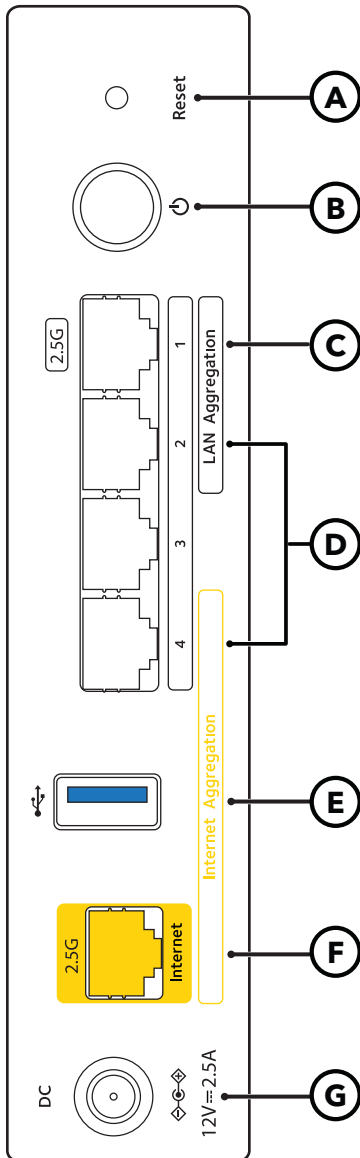 Reset
A
B
2.5G
1
LAN Aggregation
C
2
D
3
4
Internet Aggregation
E
2.5G
Internet
F
DC
12V⎓2.5A
G